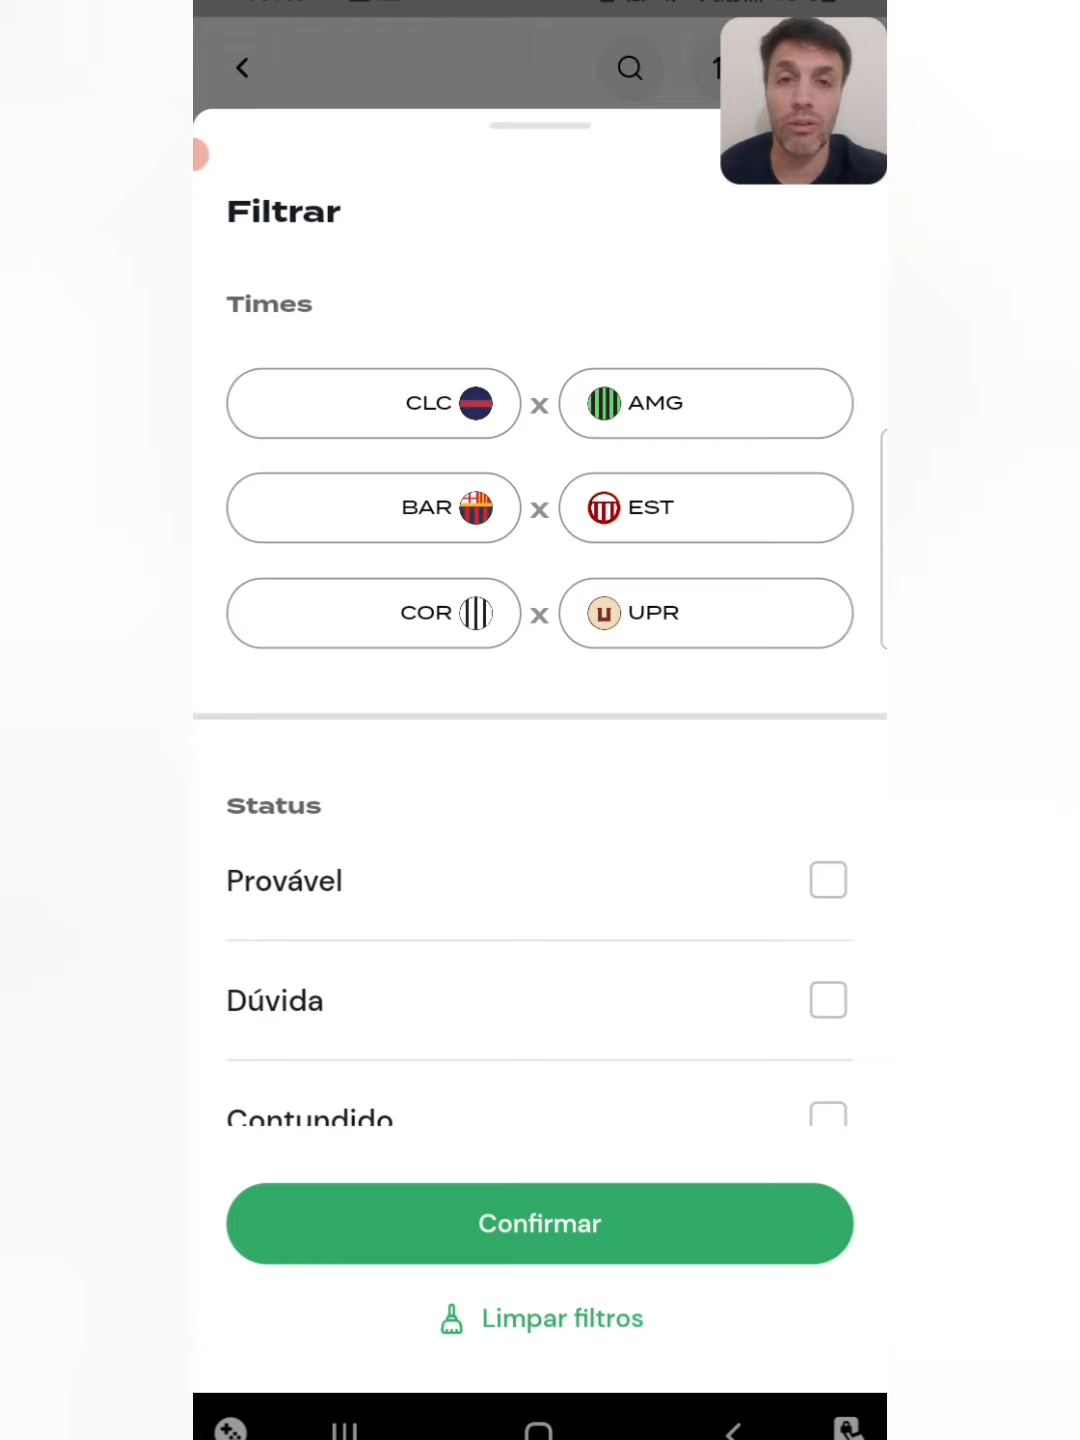 Filtrar
Times
CLC x AMG
BAR x EST
COR x UPR
Status
Provável
Dúvida
Contundido
Confirmar
Limpar filtros